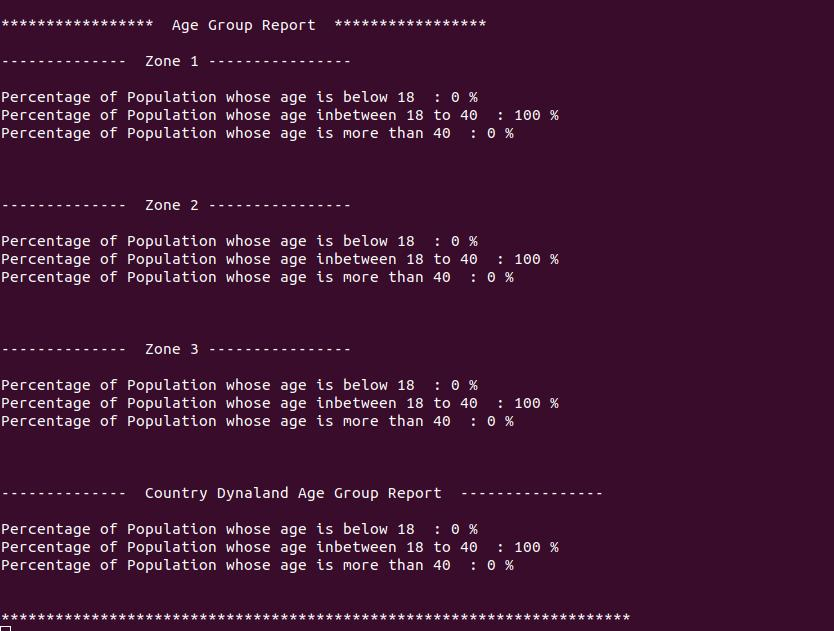 *****************  Age Group Report  *****************
--------------  Zone 1 ----------------
Percentage of Population whose age is below 18  : 0 %
Percentage of Population whose age inbetween 18 to 40  : 100 %
Percentage of Population whose age is more than 40  : 0 %
--------------  Zone 2 ----------------
Percentage of Population whose age is below 18  : 0 %
Percentage of Population whose age inbetween 18 to 40  : 100 %
Percentage of Population whose age is more than 40  : 0 %
--------------  Zone 3 ----------------
Percentage of Population whose age is below 18  : 0 %
Percentage of Population whose age inbetween 18 to 40  : 100 %
Percentage of Population whose age is more than 40  : 0 %
--------------  Country Dynaland Age Group Report  ----------------
Percentage of Population whose age is below 18  : 0 %
Percentage of Population whose age inbetween 18 to 40  : 100 %
Percentage of Population whose age is more than 40  : 0 %
**********************************************************************